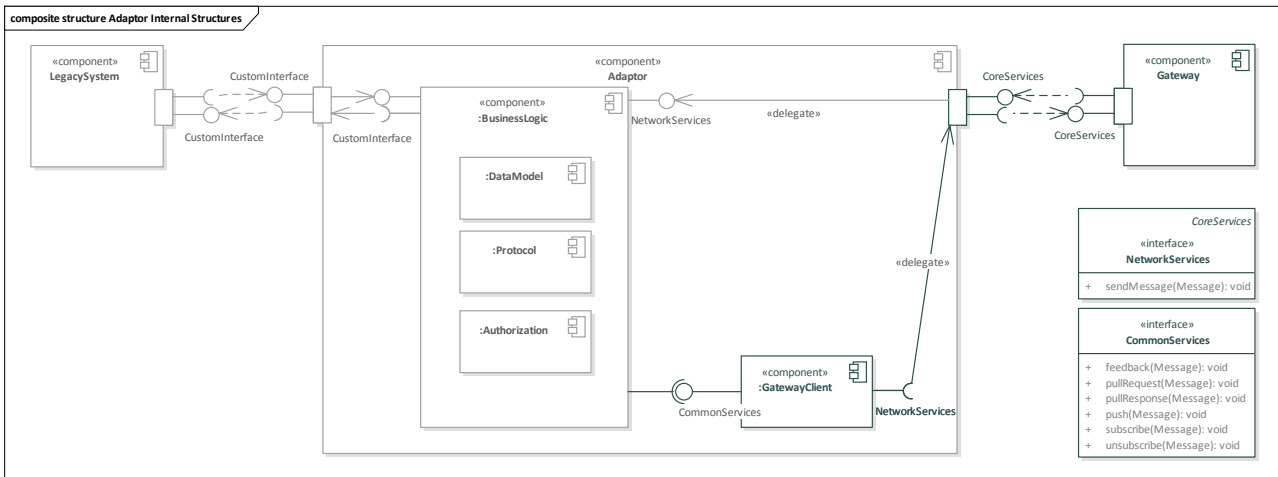 composite structure Adaptor Internal Structures
«component»
LegacySystem
CustomInterface
CustomInterface
«component»
Adaptor
CustomInterface
«component»
:BusinessLogic
:DataModel
:Protocol
:Authorization
NetworkServices
«delegate»
CommonServices
«component»
:GatewayClient
NetworkServices
«delegate»
CoreServices
CoreServices
«component»
Gateway
CoreServices
«interface»
NetworkServices
+ sendMessage(Message): void
«interface»
CommonServices
+ feedback(Message): void
+ pullRequest(Message): void
+ pullResponse(Message): void
+ push(Message): void
+ subscribe(Message): void
+ unsubscribe(Message): void